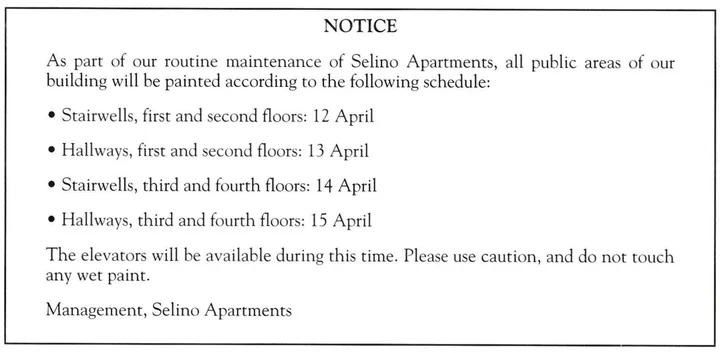 NOTICE
As part of our routine maintenance of Selino Apartments, all public areas of our
building will be painted according to the following schedule:
• Stairwells, first and second floors: 12 April
• Hallways, first and second floors: 13 April
• Stairwells, third and fourth floors: 14 April
• Hallways, third and fourth floors: 15 April
The elevators will be available during this time. Please use caution, and do not touch
any wet paint.
Management, Selino Apartments